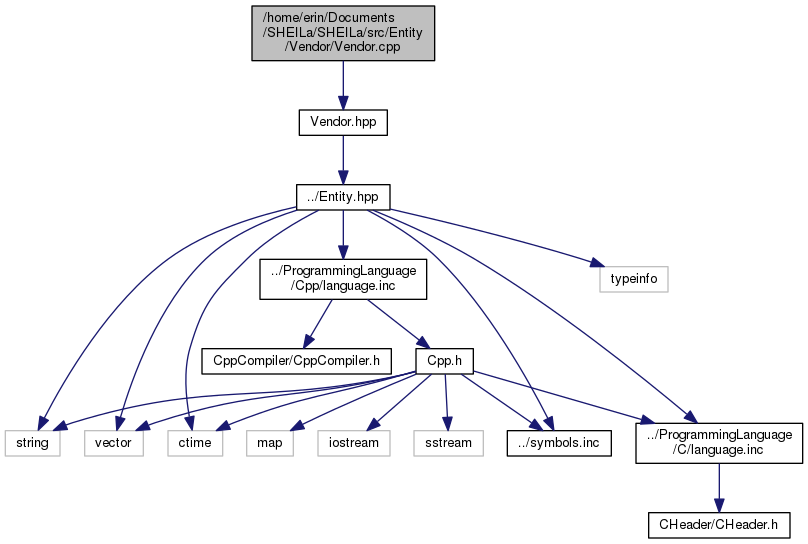 /home/erin/Documents
/SHEILa/SHEILa/src/Entity
/Vendor/Vendor.cpp
Vendor.hpp
../Entity.hpp
../ProgrammingLanguage
/Cpp/language.inc
typeinfo
CppCompiler/CppCompiler.h
Cpp.h
string
vector
ctime
map
iostream
sstream
../symbols.inc
../ProgrammingLanguage
/C/language.inc
CHeader/CHeader.h